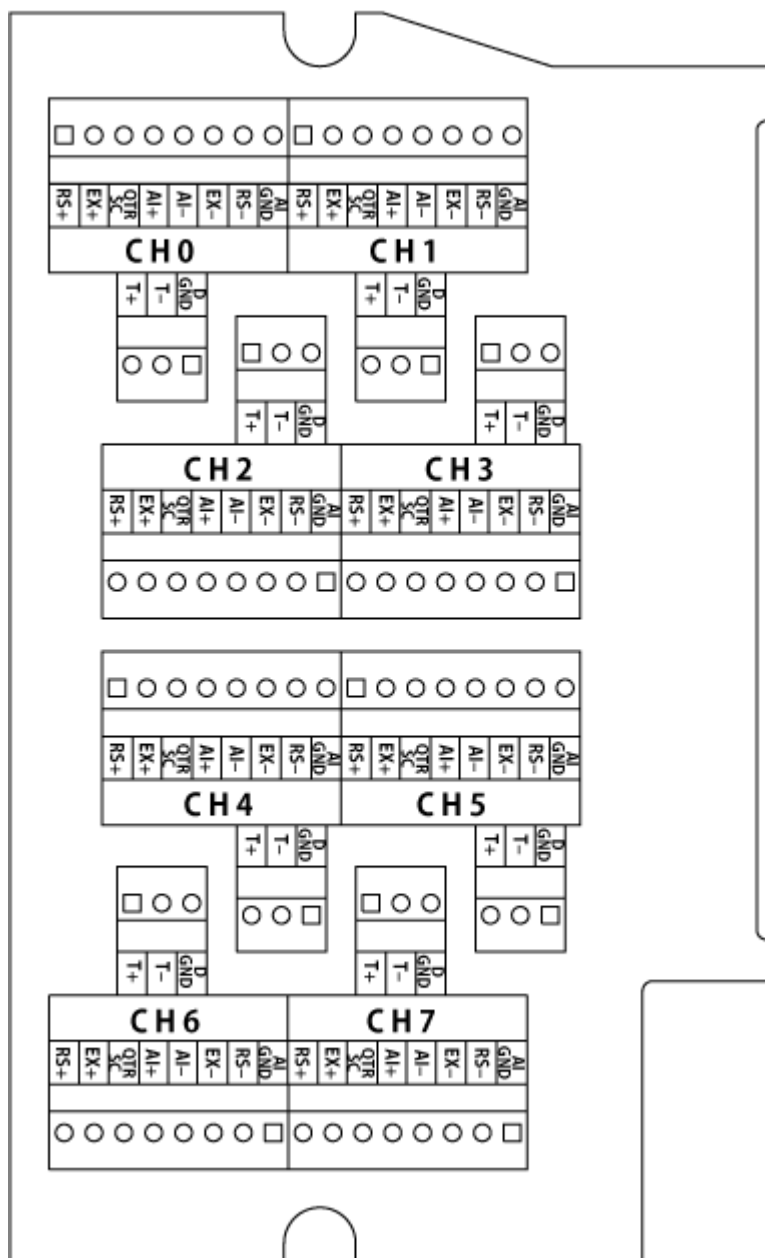 RS+ EX+ QTR SC AI+ AI- EX- RS- AI GND RS+ EX+ QTR SC AI+ AI- EX- RS- AI GND
CH0 CH1
T+ T- D GND T+ T- D GND
T+ T- D GND T+ T- D GND
CH2 CH3
RS+ EX+ QTR SC AI+ AI- EX- RS- AI GND RS+ EX+ QTR SC AI+ AI- EX- RS- AI GND
RS+ EX+ QTR SC AI+ AI- EX- RS- AI GND RS+ EX+ QTR SC AI+ AI- EX- RS- AI GND
CH4 CH5
T+ T- D GND T+ T- D GND
T+ T- D GND T+ T- D GND
CH6 CH7
RS+ EX+ QTR SC AI+ AI- EX- RS- AI GND RS+ EX+ QTR SC AI+ AI- EX- RS- AI GND